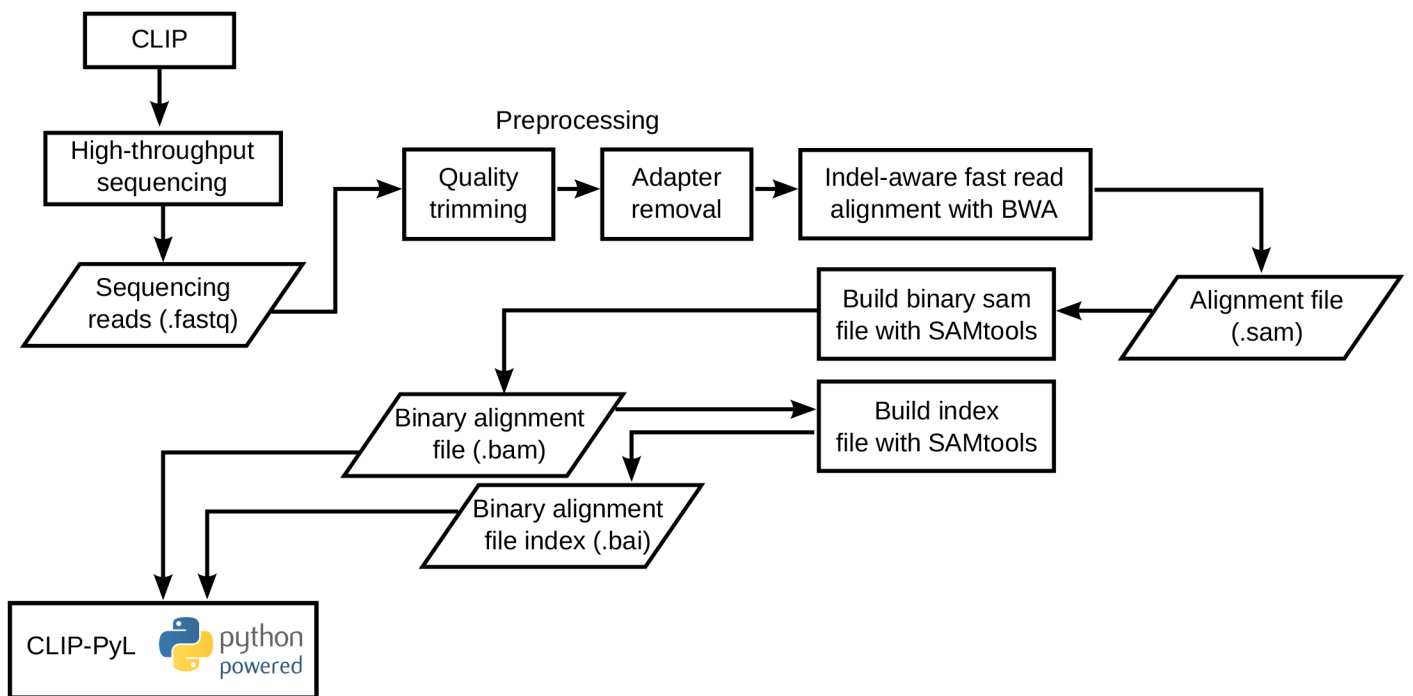 CLIP
High-throughput
sequencing
Sequencing
reads (.fastq)
Preprocessing
Quality
trimming
Adapter
removal
Indel-aware fast read
alignment with BWA
Alignment file
(.sam)
Build binary sam
file with SAMtools
Binary alignment
file (.bam)
Build index
file with SAMtools
Binary alignment
file index (.bai)
CLIP-PyL
python
powered